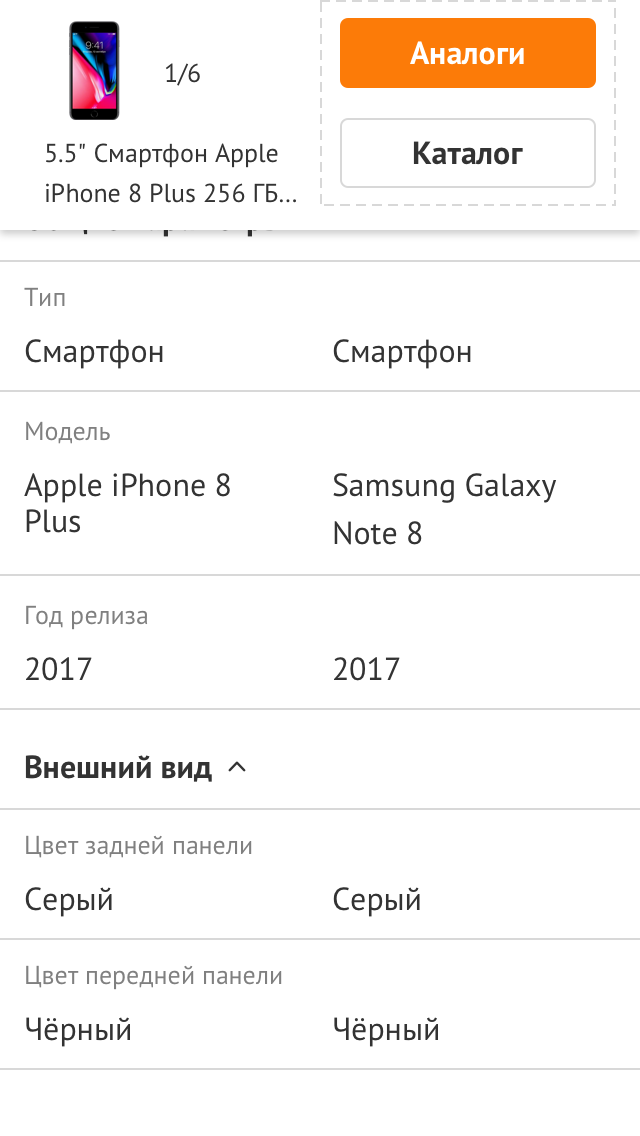 9:41
1/6
5.5" Смартфон Apple
iPhone 8 Plus 256 ГБ...
Аналоги
Каталог
Тип
Смартфон Смартфон
Модель
Apple iPhone 8 Samsung Galaxy
Plus Note 8
Год релиза
2017 2017
Внешний вид
Цвет задней панели
Серый Серый
Цвет передней панели
Чёрный Чёрный